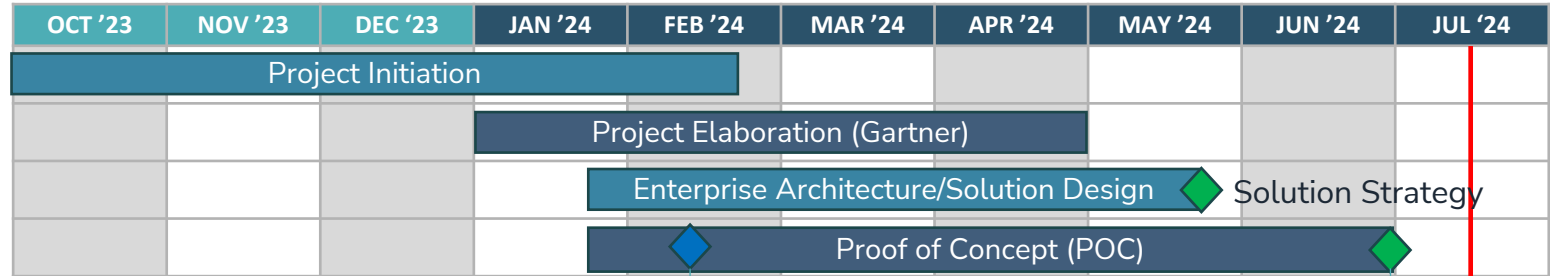 OCT ’23 NOV ’23 DEC ‘23 JAN ’24 FEB ’24 MAR ’24 APR ’24 MAY ’24 JUN ’24 JUL ‘24
Project Initiation
Project Elaboration (Gartner)
Enterprise Architecture/Solution Design Solution Strategy
Proof of Concept (POC)